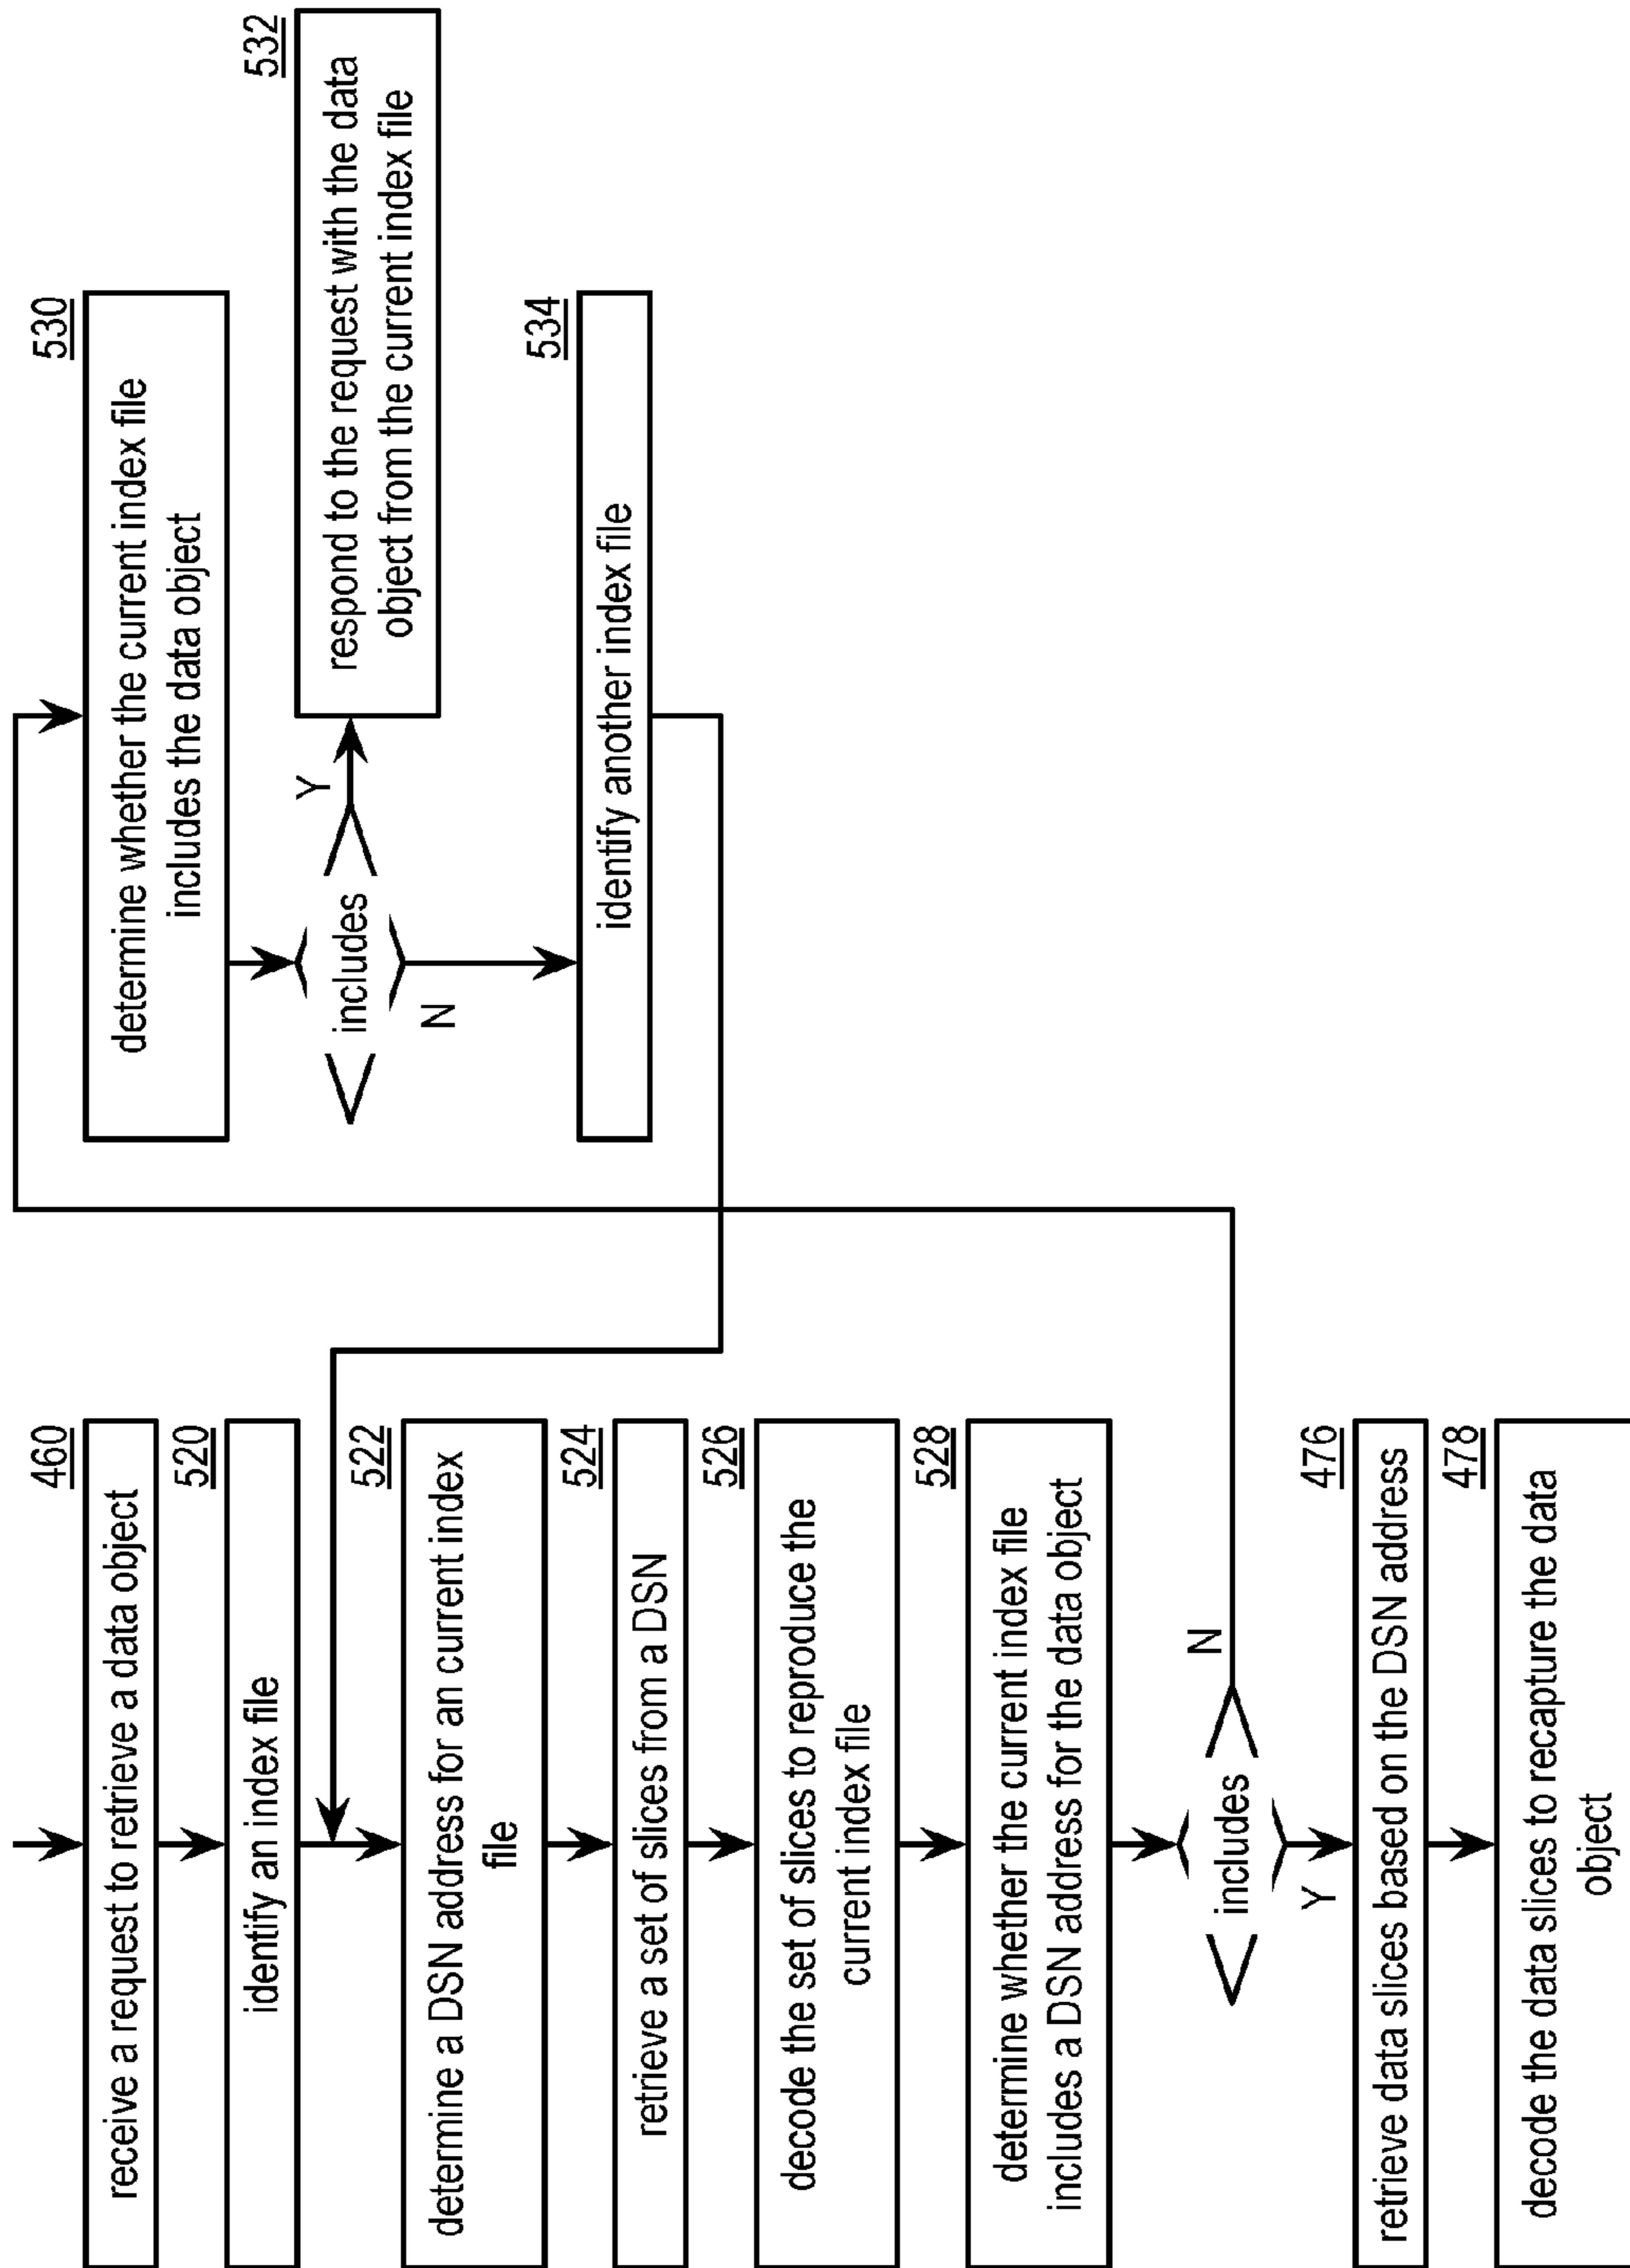 460
receive a request to retrieve a data object
520
identify an index file
522
determine a DSN address for an current index
file
524
retrieve a set of slices from a DSN
526
decode the set of slices to reproduce the
current index file
528
determine whether the current index file
includes a DSN address for the data object
includes
N
Y
476
retrieve data slices based on the DSN address
478
decode the data slices to recapture the data
object
530
determine whether the current index file
includes the data object
includes
Y
N
532
respond to the request with the data
object from the current index file
534
identify another index file